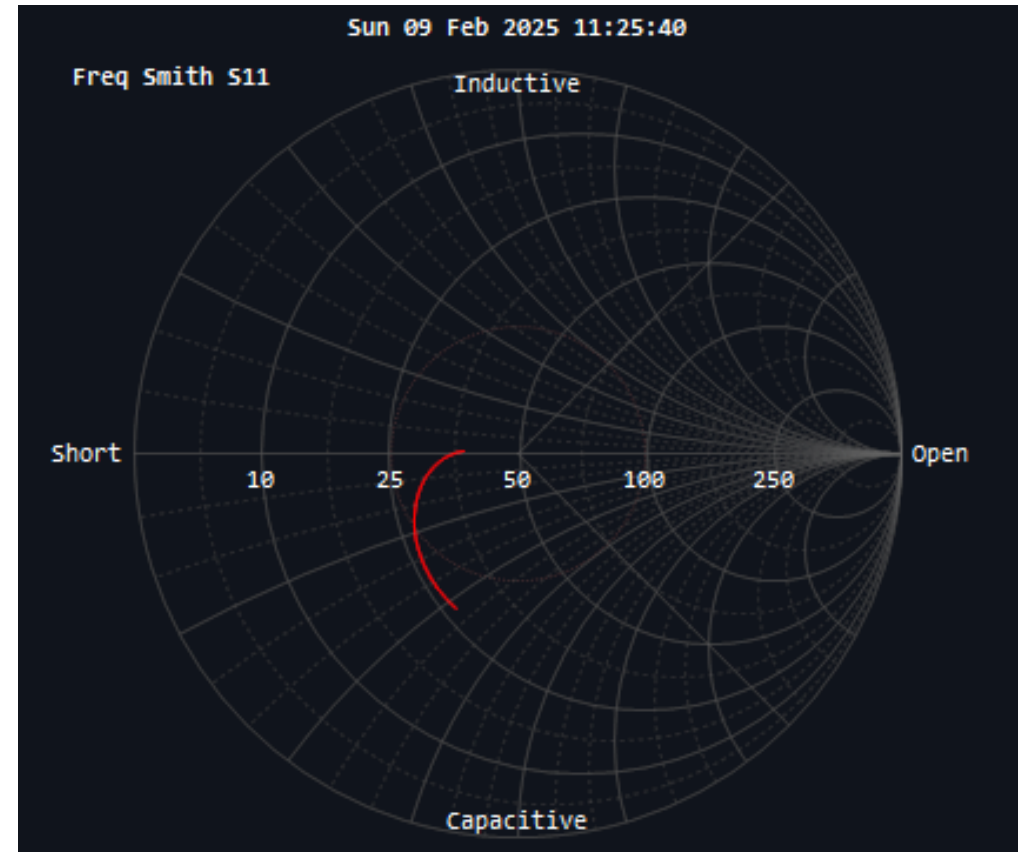 Sun 09 Feb 2025 11:25:40
Freq Smith S11
Inductive
Short
Open
10 25 50 100 250
Capacitive